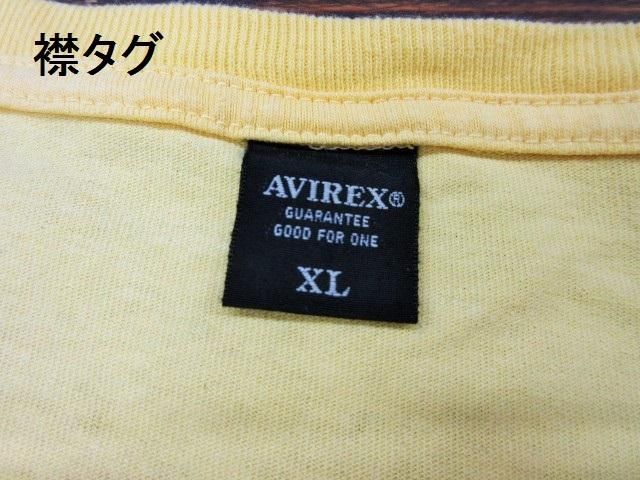 襟タグ
AVIREX®
GUARANTEE
GOOD FOR ONE
XL